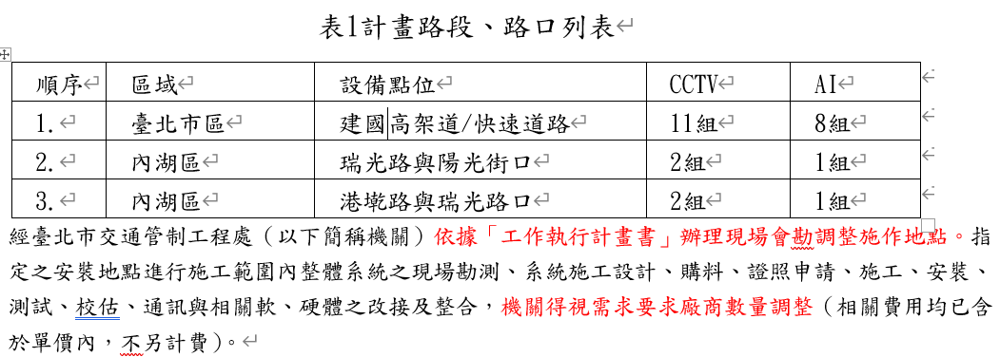 表1計畫路段、路口列表
順序 區域 設備點位 CCTV AI
1. 臺北市區 建國高架道/快速道路 11組 8組
2. 內湖區 瑞光路與陽光街口 2組 1組
3. 內湖區 港墘路與瑞光路口 2組 1組
經臺北市交通管制工程處（以下簡稱機關）依據「工作執行計畫書」辦理現場會勘調整施作地點。指
定之安裝地點進行施工範圍內整體系統之現場勘測、系統施工設計、購料、證照申請、施工、安裝、
測試、校估、通訊與相關軟、硬體之改接及整合，機關得視需求要求廠商數量調整（相關費用均已含
於單價內，不另計費）。